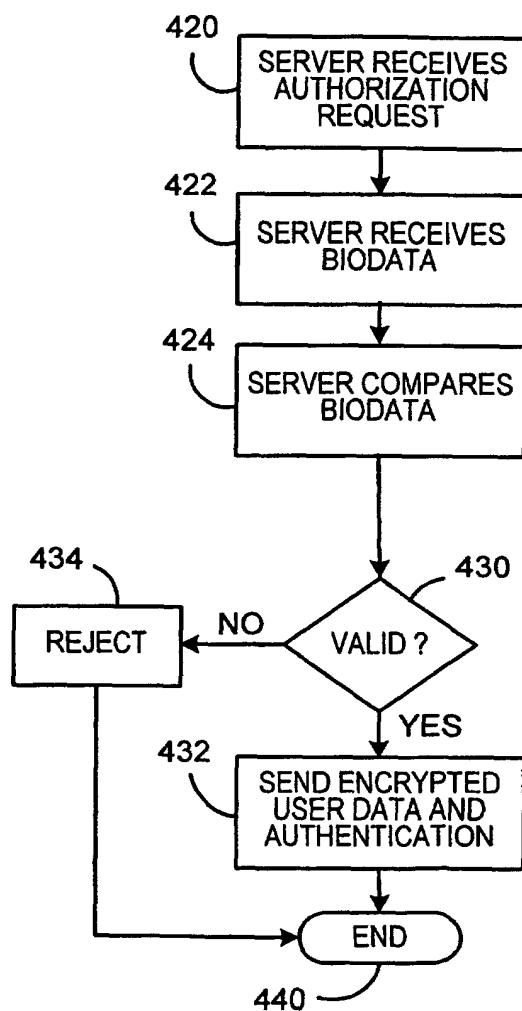 420
SERVER RECEIVES
AUTHORIZATION
REQUEST
422
SERVER RECEIVES
BIODATA
424
SERVER COMPARES
BIODATA
434
430
REJECT
NO
VALID ?
YES
432
SEND ENCRYPTED
USER DATA AND
AUTHENTICATION
END
440